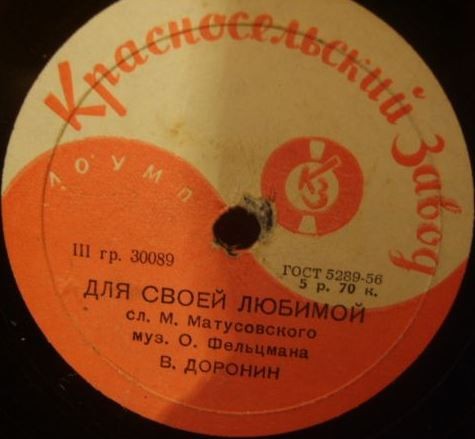 Красносельский Завод
ЛОУМП
КЗ
III гр. 30089
ГОСТ 5289-56
5 р. 70 к.
ДЛЯ СВОЕЙ ЛЮБИМОЙ
сл. М. Матусовского
муз. О. Фельцмана
В. ДОРОНИН